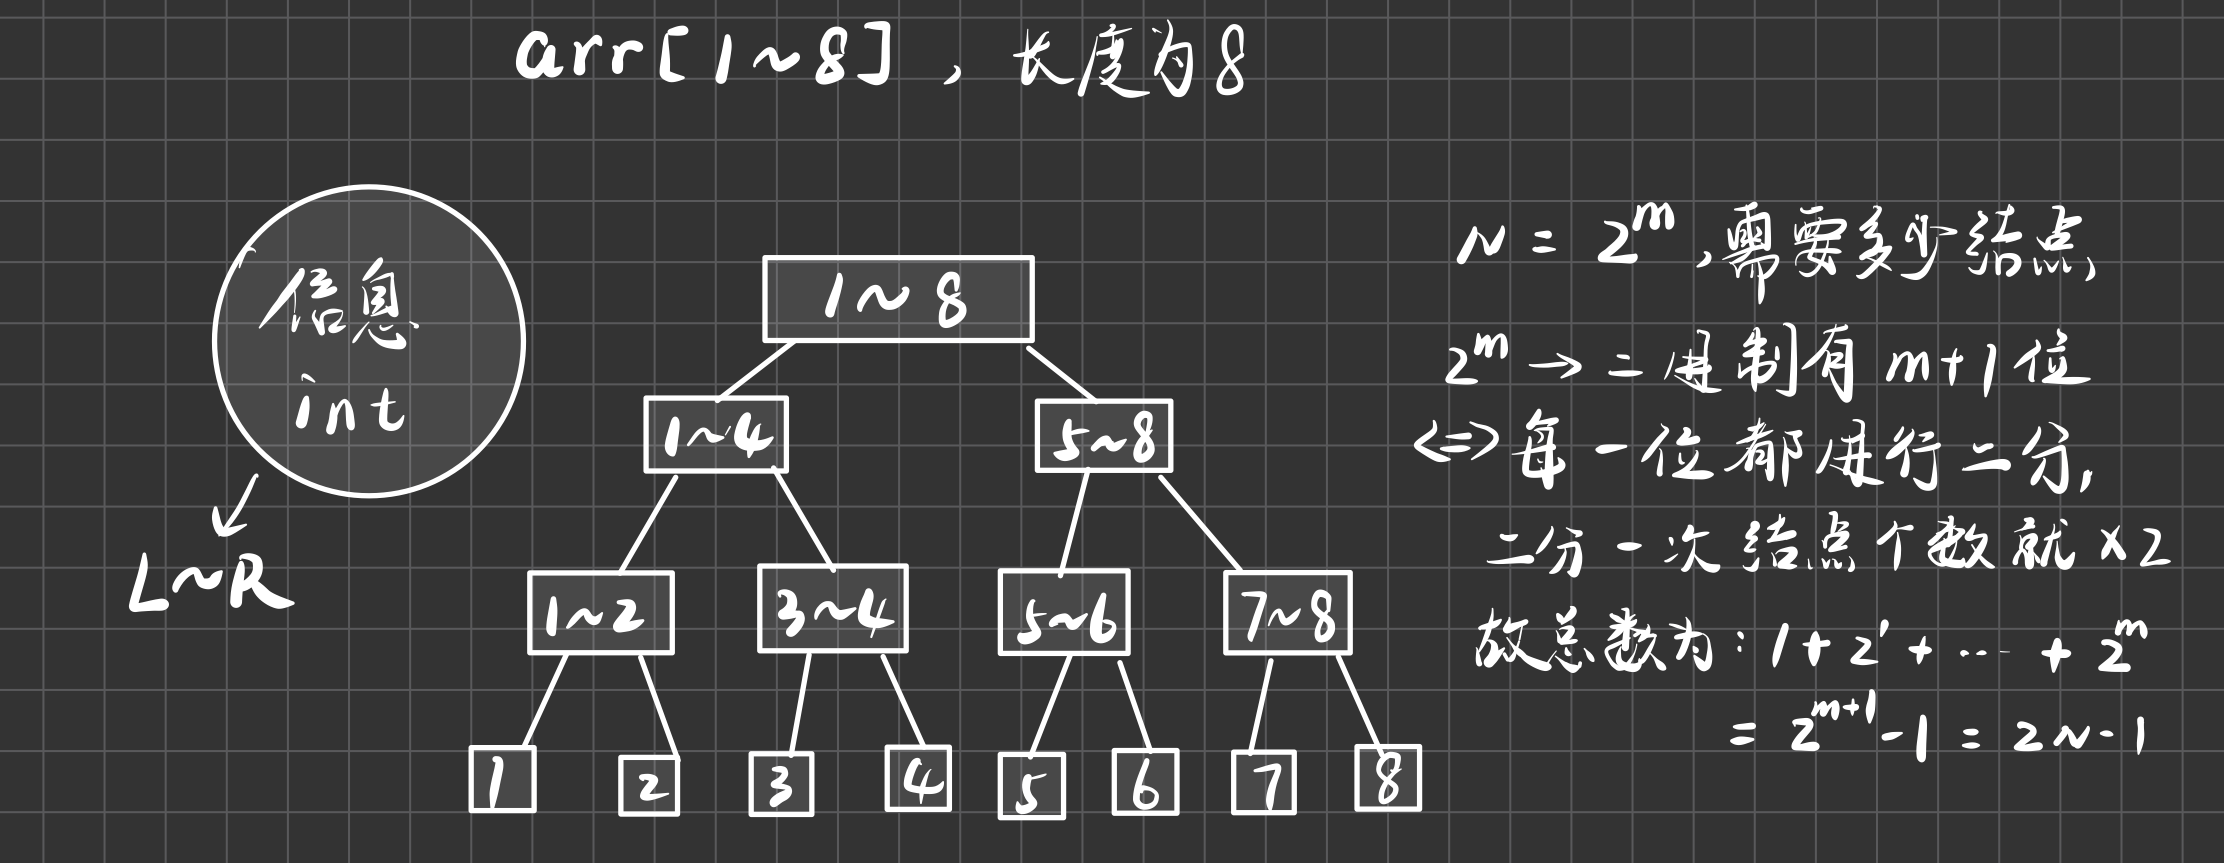 arr[1~8], 长度为8
信息
int
L~R
1~8
1~4
5~8
1~2
3~4
5~6
7~8
1
2
3
4
5
6
7
8
N = 2^m,需要多少结点,
2^m → 二进制有 m+1位
<=> 每一位都进行二分,
二分一次结点个数就×2
故总数为: 1+2^1+…+2^m
= 2^{m+1}-1 = 2N-1